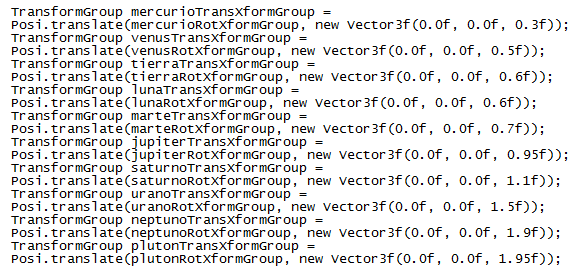 TransformGroup mercurioTransXformGroup =
Posi.translate(mercurioRotXformGroup, new Vector3f(0.0f, 0.0f, 0.3f));
TransformGroup venusTransXformGroup =
Posi.translate(venusRotXformGroup, new Vector3f(0.0f, 0.0f, 0.5f));
TransformGroup tierraTransXformGroup =
Posi.translate(tierraRotXformGroup, new Vector3f(0.0f, 0.0f, 0.6f));
TransformGroup lunaTransXformGroup =
Posi.translate(lunaRotXformGroup, new Vector3f(0.0f, 0.0f, 0.6f));
TransformGroup marteTransXformGroup =
Posi.translate(marteRotXformGroup, new Vector3f(0.0f, 0.0f, 0.7f));
TransformGroup jupiterTransXformGroup =
Posi.translate(jupiterRotXformGroup, new Vector3f(0.0f, 0.0f, 0.95f));
TransformGroup saturnoTransXformGroup =
Posi.translate(saturnoRotXformGroup, new Vector3f(0.0f, 0.0f, 1.1f));
TransformGroup uranoTransXformGroup =
Posi.translate(uranoRotXformGroup, new Vector3f(0.0f, 0.0f, 1.5f));
TransformGroup neptunoTransXformGroup =
Posi.translate(neptunoRotXformGroup, new Vector3f(0.0f, 0.0f, 1.9f));
TransformGroup plutonTransXformGroup =
Posi.translate(plutonRotXformGroup, new Vector3f(0.0f, 0.0f, 1.95f));